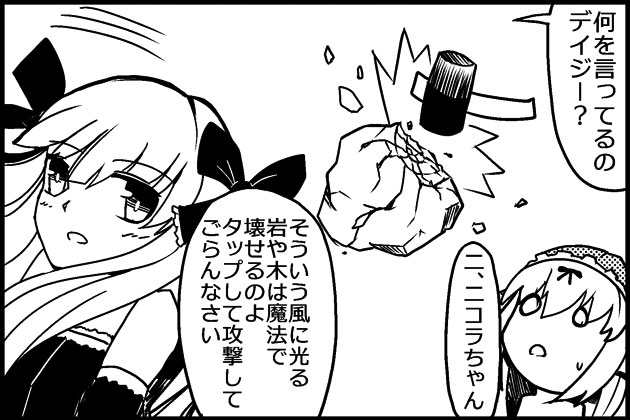 何を言ってるの
デイジー？
そういう風に光る
岩や木は魔法で
壊せるのよ
タップして攻撃して
ごらんなさい
ニ、ニコラちゃん